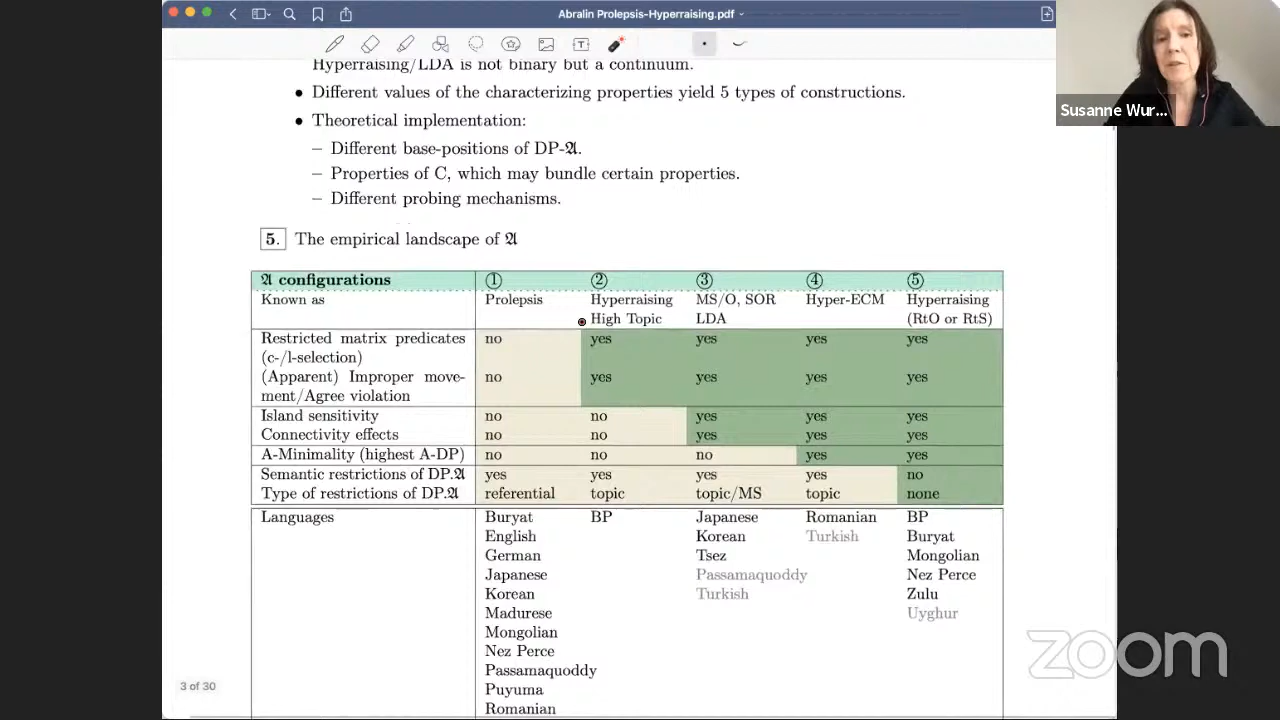 Abralin Prolepsis-Hyperraising.pdf
Hyperraising/LDA is not binary but a continuum.
• Different values of the characterizing properties yield 5 types of constructions.
• Theoretical implementation:
– Different base-positions of DP-𝔄.
– Properties of C, which may bundle certain properties.
– Different probing mechanisms.
5. The empirical landscape of 𝔄
𝔄 configurations ① ② ③ ④ ⑤
Known as Prolepsis Hyperraising MS/O, SOR Hyper-ECM Hyperraising
High Topic LDA (RtO or RtS)
Restricted matrix predicates no yes yes yes yes
(c-/l-selection)
(Apparent) Improper move- no yes yes yes yes
ment/Agree violation
Island sensitivity no no yes yes yes
Connectivity effects no no yes yes yes
A-Minimality (highest A-DP) no no no yes yes
Semantic restrictions of DP.𝔄 yes yes yes yes no
Type of restrictions of DP.𝔄 referential topic topic/MS topic none
Languages Buryat BP Japanese Romanian BP
English Korean Turkish Buryat
German Tsez Mongolian
Japanese Passamaquoddy Nez Perce
Korean Turkish Zulu
Madurese Uyghur
Mongolian
Nez Perce
Passamaquoddy
Puyuma
Romanian
3 of 30
Susanne Wur...
zoom